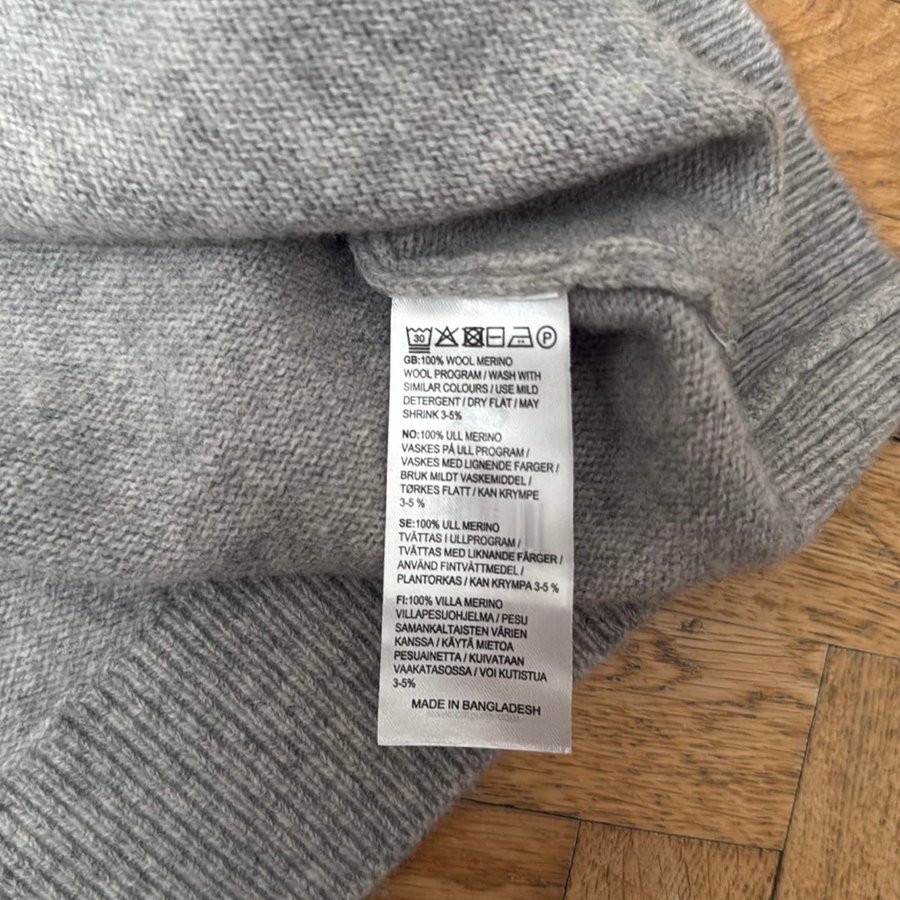 30 P
GB:100% WOOL MERINO
WOOL PROGRAM / WASH WITH
SIMILAR COLOURS / USE MILD
DETERGENT / DRY FLAT / MAY
SHRINK 3-5%
NO:100% ULL MERINO
VASKES PÅ ULL PROGRAM /
VASKES MED LIGNENDE FARGER /
BRUK MILDT VASKEMIDDEL /
TØRKES FLATT / KAN KRYMPE
3-5 %
SE:100% ULL MERINO
TVÄTTAS I ULLPROGRAM /
TVÄTTAS MED LIKNANDE FÄRGER /
ANVÄND FINTVÄTTMEDEL /
PLANTORKAS / KAN KRYMPA 3-5 %
FI:100% VILLA MERINO
VILLAPESUOHJELMA / PESU
SAMANKALTAISTEN VÄRIEN
KANSSA / KÄYTÄ MIETOA
PESUAINETTA / KUIVATAAN
VAAKATASOSSA / VOI KUTISTUA
3-5%
MADE IN BANGLADESH